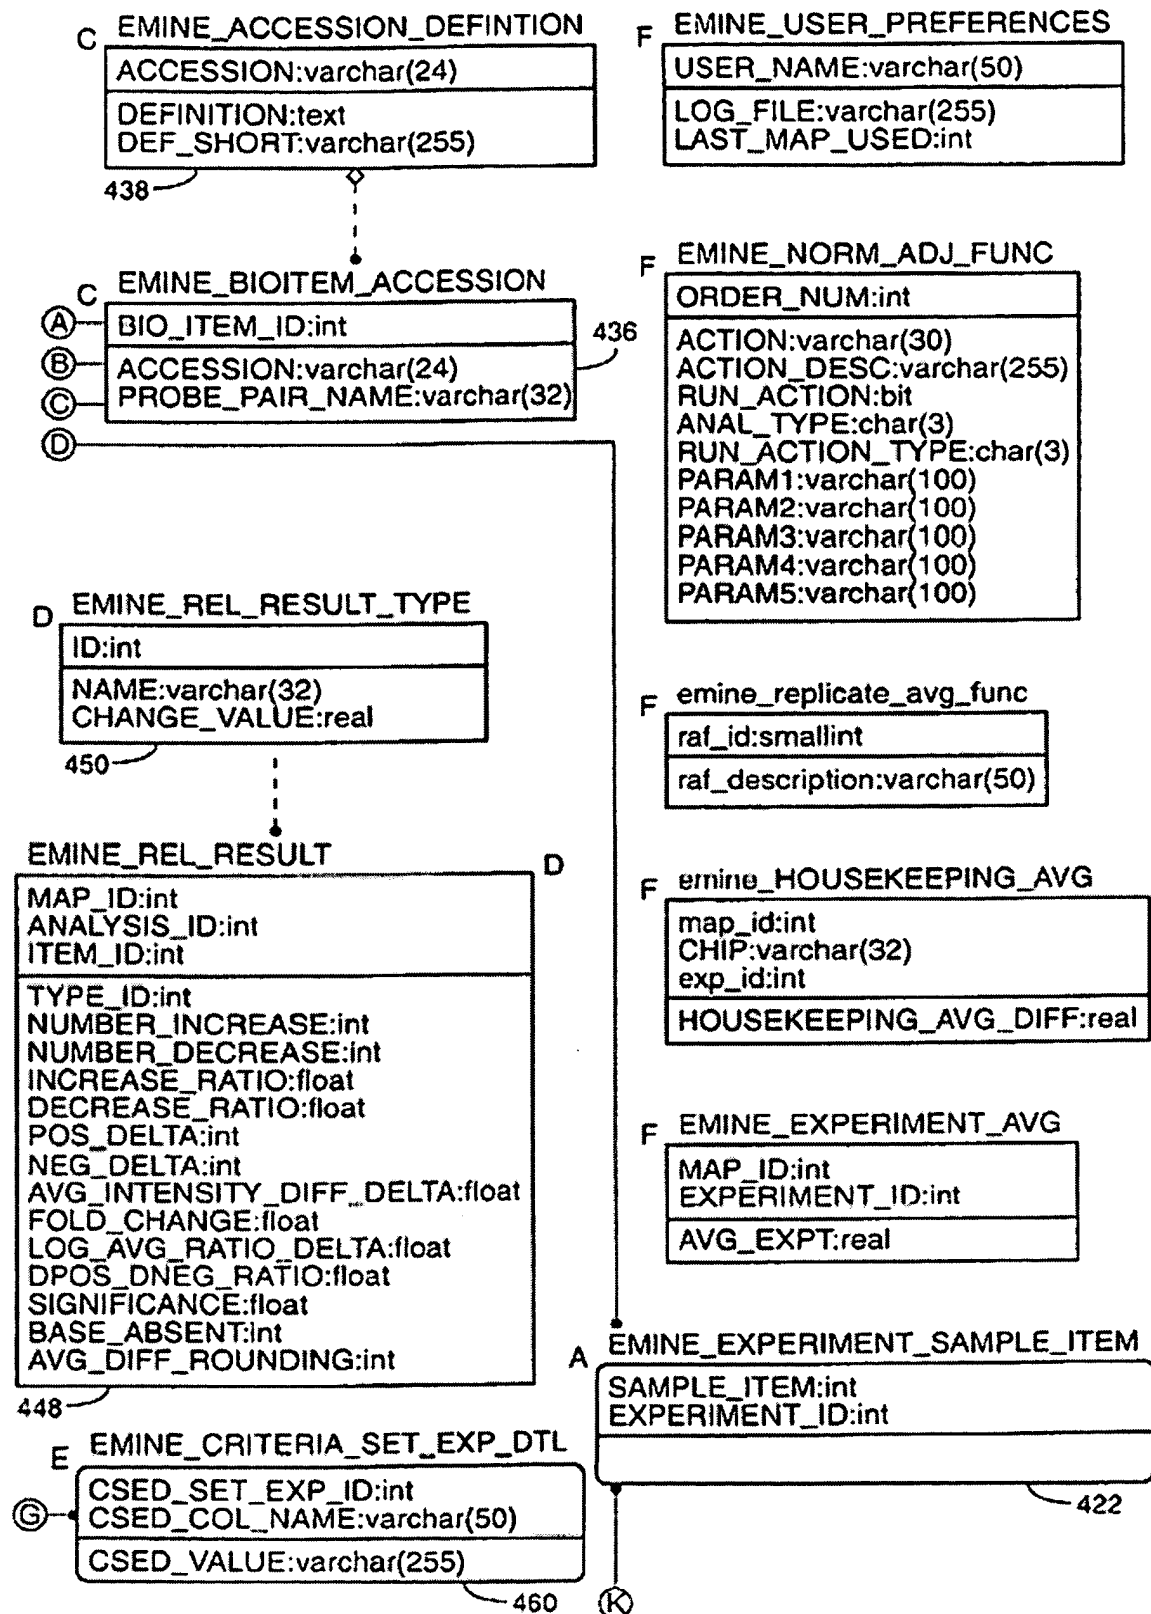 C EMINE_ACCESSION_DEFINTION
ACCESSION:varchar(24)
DEFINITION:text
DEF_SHORT:varchar(255)
438
C EMINE_BIOITEM_ACCESSION
A BIO_ITEM_ID:int
436
B ACCESSION:varchar(24)
C PROBE_PAIR_NAME:varchar(32)
D
D EMINE_REL_RESULT_TYPE
ID:int
NAME:varchar(32)
CHANGE_VALUE:real
450
EMINE_REL_RESULT D
MAP_ID:int
ANALYSIS_ID:int
ITEM_ID:int
TYPE_ID:int
NUMBER_INCREASE:int
NUMBER_DECREASE:int
INCREASE_RATIO:float
DECREASE_RATIO:float
POS_DELTA:int
NEG_DELTA:int
AVG_INTENSITY_DIFF_DELTA:float
FOLD_CHANGE:float
LOG_AVG_RATIO_DELTA:float
DPOS_DNEG_RATIO:float
SIGNIFICANCE:float
BASE_ABSENT:int
AVG_DIFF_ROUNDING:int
448
E EMINE_CRITERIA_SET_EXP_DTL
G CSED_SET_EXP_ID:int
CSED_COL_NAME:varchar(50)
CSED_VALUE:varchar(255)
460
F EMINE_USER_PREFERENCES
USER_NAME:varchar(50)
LOG_FILE:varchar(255)
LAST_MAP_USED:int
F EMINE_NORM_ADJ_FUNC
ORDER_NUM:int
ACTION:varchar(30)
ACTION_DESC:varchar(255)
RUN_ACTION:bit
ANAL_TYPE:char(3)
RUN_ACTION_TYPE:char(3)
PARAM1:varchar(100)
PARAM2:varchar(100)
PARAM3:varchar(100)
PARAM4:varchar(100)
PARAM5:varchar(100)
F emine_replicate_avg_func
raf_id:smallint
raf_description:varchar(50)
F emine_HOUSEKEEPING_AVG
map_id:int
CHIP:varchar(32)
exp_id:int
HOUSEKEEPING_AVG_DIFF:real
F EMINE_EXPERIMENT_AVG
MAP_ID:int
EXPERIMENT_ID:int
AVG_EXPT:real
A EMINE_EXPERIMENT_SAMPLE_ITEM
SAMPLE_ITEM:int
EXPERIMENT_ID:int
422
K